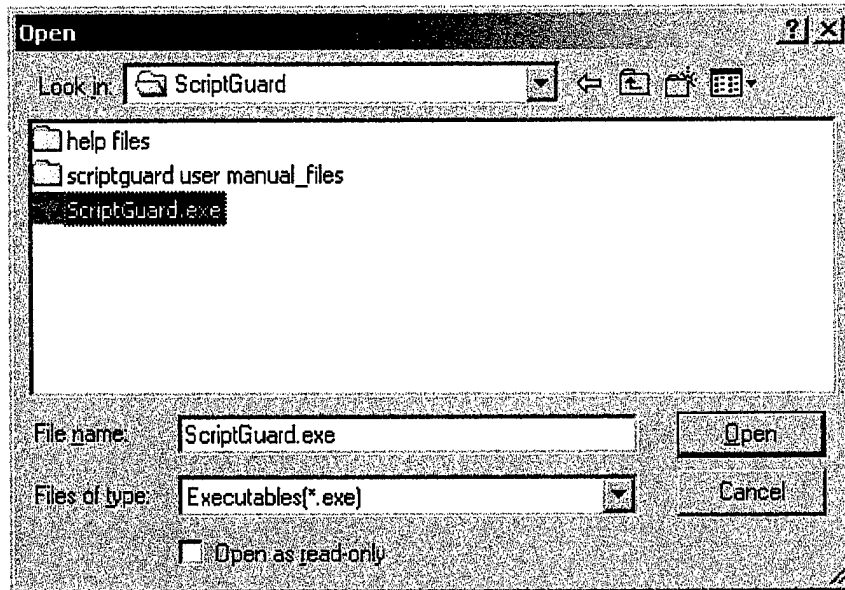 Open
Look in: ScriptGuard
help files
scriptguard user manual_files
ScriptGuard.exe
File name: ScriptGuard.exe Open
Files of type: Executables(*.exe) Cancel
Open as read-only